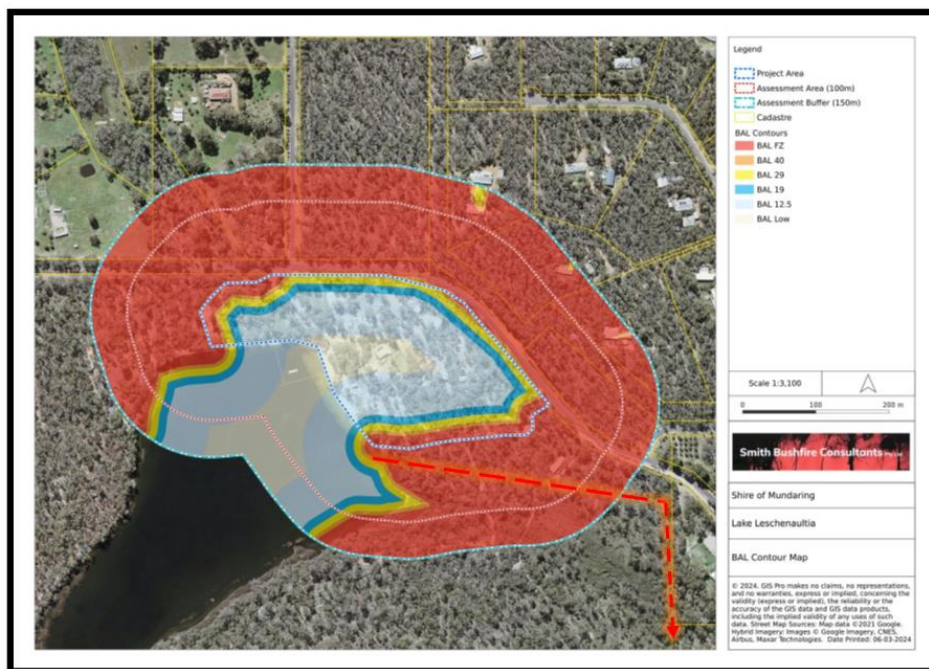 Legend
Project Area
Assessment Area (100m)
Assessment Buffer (150m)
Cadastre
BAL Contours
BAL FZ
BAL 40
BAL 29
BAL 19
BAL 12.5
BAL Low
Scale 1:3,100
0 100 200 m
Smith Bushfire Consultants Pty Ltd
Shire of Mundaring
Lake Leschenaultia
BAL Contour Map
© 2024. GIS Pro makes no claims, no representations,
and no warranties, express or implied, concerning the
validity (express or implied), the reliability or the
accuracy of the GIS data and GIS data products,
including the implied validity of any uses of such
data. Street Map Sources: Map data ©2021 Google.
Hybrid Imagery: Images © Google Imagery, CNES,
Airbus, Maxar Technologies. Date Printed: 06-03-2024